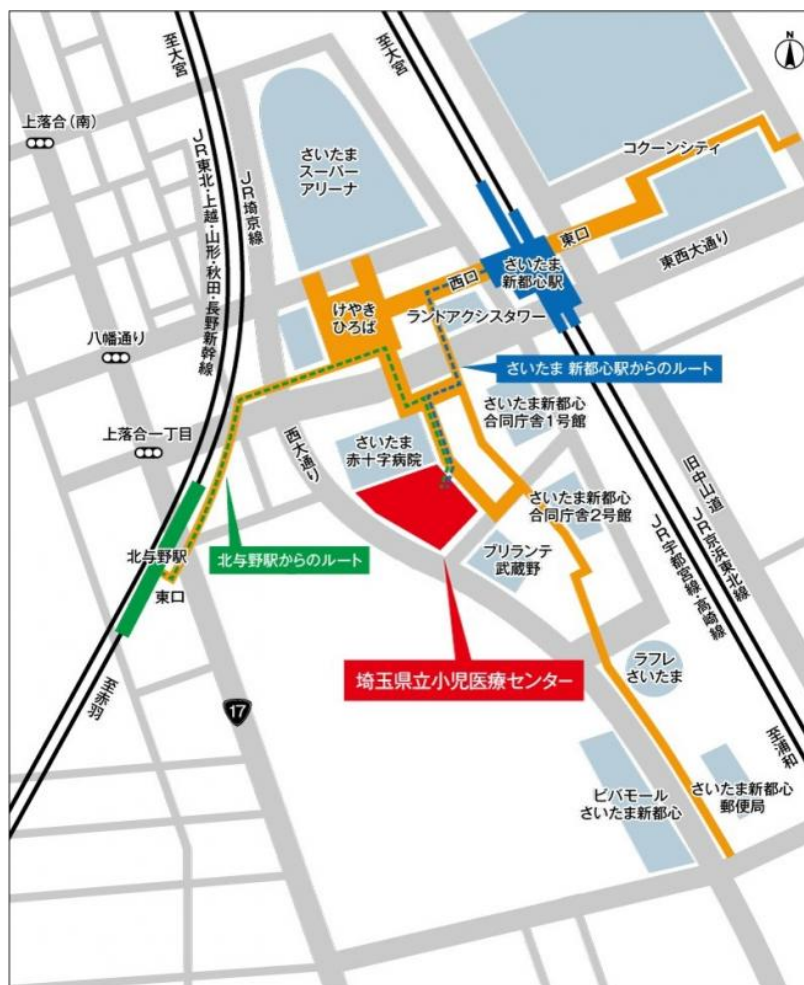 N
至大宮
至大宮
上落合（南）
JR東北・上越・山形・秋田・長野新幹線
JR埼京線
さいたま
スーパー
アリーナ
コクーンシティ
東口
西口
さいたま
新都心駅
東西大通り
けやき
ひろば
ランドアクシスタワー
八幡通り
さいたま 新都心駅からのルート
上落合一丁目
西大通り
さいたま
赤十字病院
さいたま新都心
合同庁舎1号館
旧中山道
さいたま新都心
合同庁舎2号館
JR京浜東北線
JR宇都宮線・高崎線
北与野駅
北与野駅からのルート
ブリランテ
武蔵野
東口
ラフレ
さいたま
埼玉県立小児医療センター
至赤羽
17
至浦和
ビバモール
さいたま新都心
さいたま新都心
郵便局